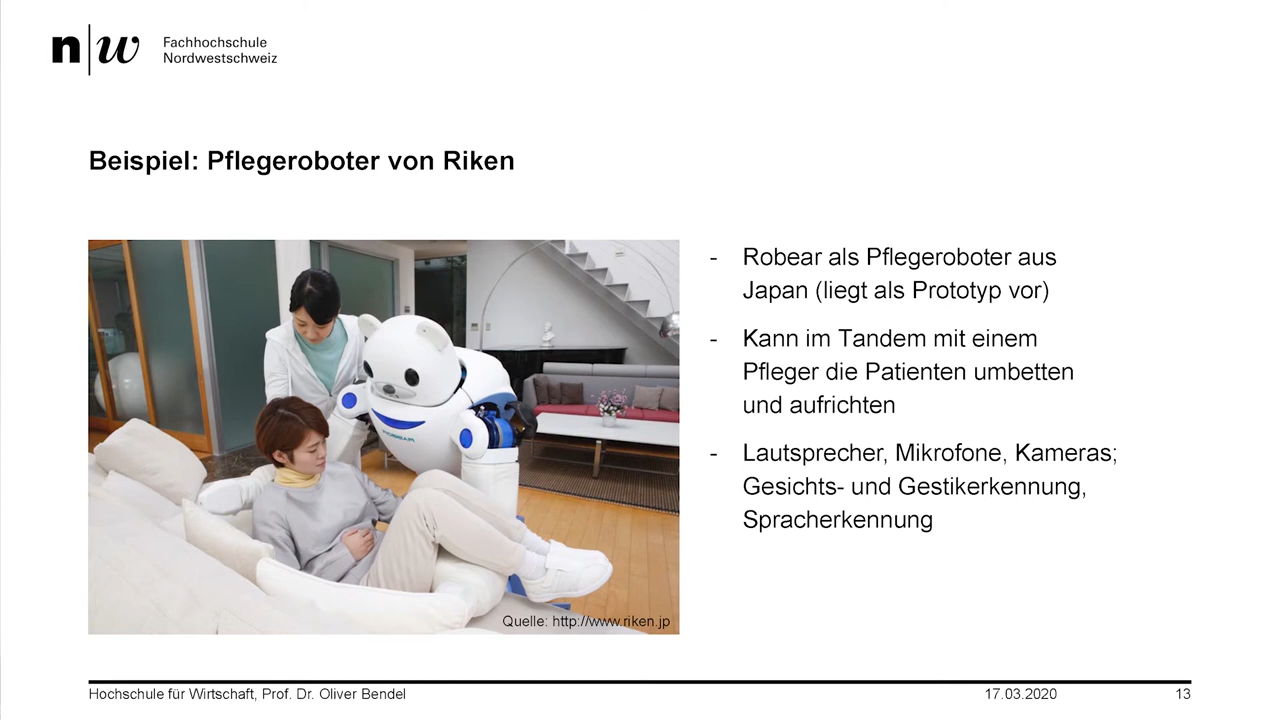 n|w
Fachhochschule
Nordwestschweiz
Beispiel: Pflegeroboter von Riken
- Robear als Pflegeroboter aus
Japan (liegt als Prototyp vor)
- Kann im Tandem mit einem
Pfleger die Patienten umbetten
und aufrichten
- Lautsprecher, Mikrofone, Kameras;
Gesichts- und Gestikerkennung,
Spracherkennung
ROBEAR
Quelle: http://www.riken.jp
Hochschule für Wirtschaft, Prof. Dr. Oliver Bendel
17.03.2020
13